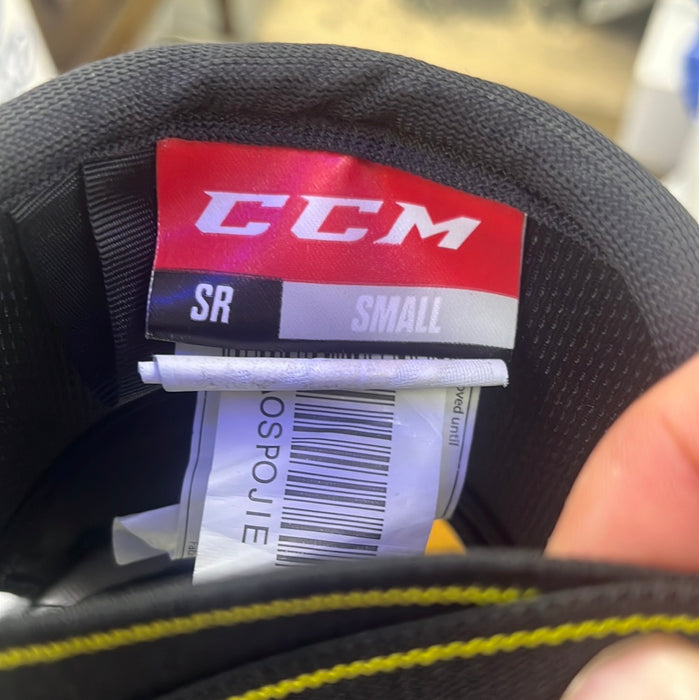 CCM
SR SMALL
oved until
OSPOJIE